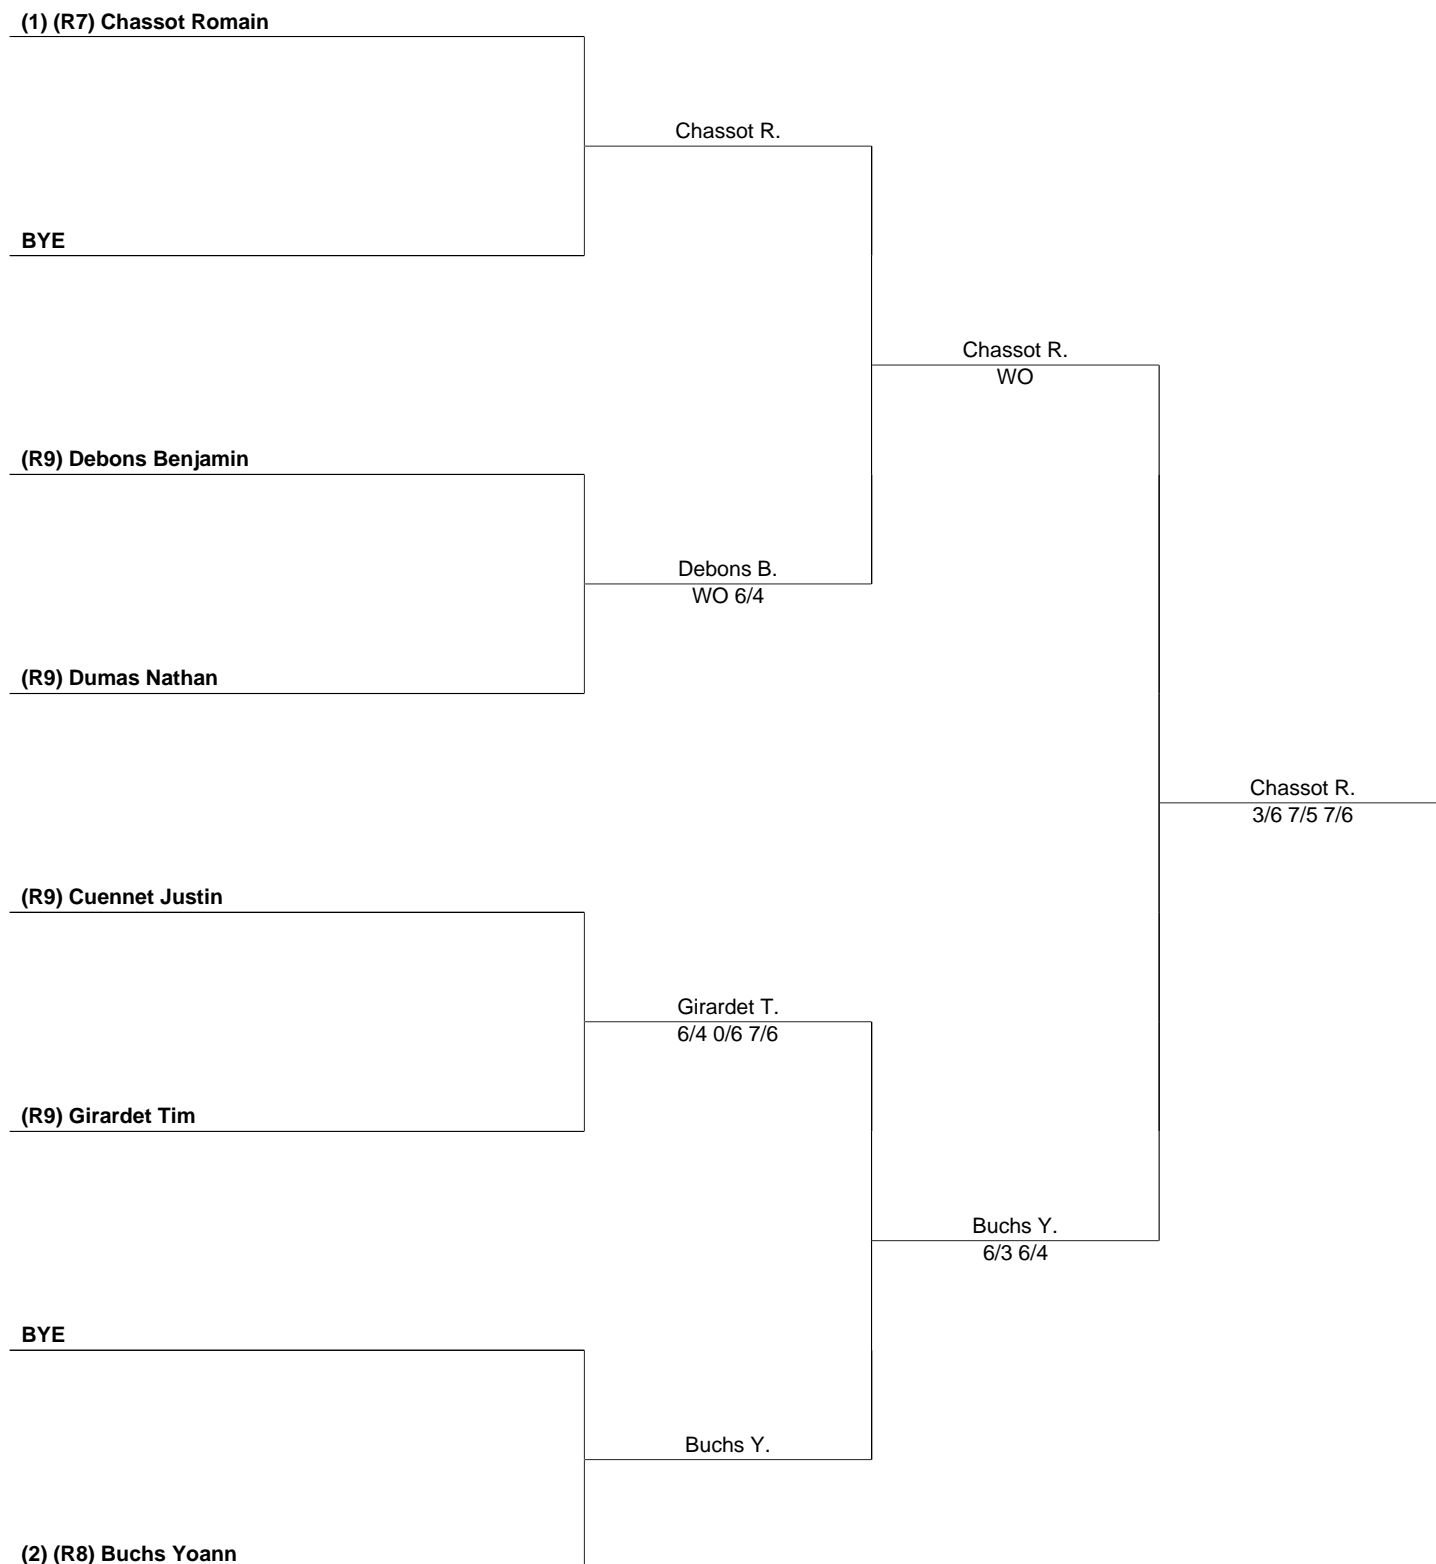 (1) (R7) Chassot Romain
Chassot R.
BYE
Chassot R.
WO
(R9) Debons Benjamin
Debons B.
WO 6/4
(R9) Dumas Nathan
Chassot R.
3/6 7/5 7/6
(R9) Cuennet Justin
Girardet T.
6/4 0/6 7/6
(R9) Girardet Tim
Buchs Y.
6/3 6/4
BYE
Buchs Y.
(2) (R8) Buchs Yoann